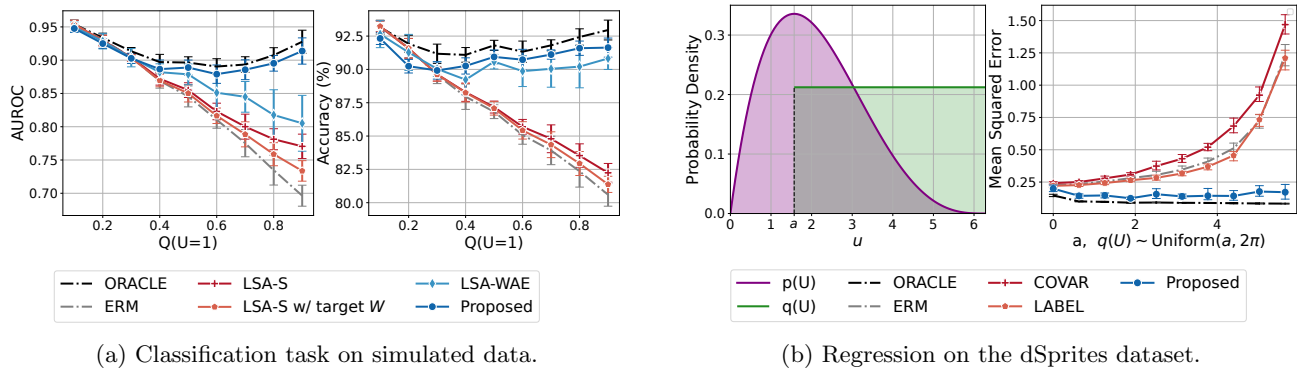 0.95
0.90
0.85
0.80
0.75
0.70
AUROC
0.2 0.4 0.6 0.8
Q(U=1)
92.5
90.0
87.5
85.0
82.5
80.0
Accuracy (%)
0.2 0.4 0.6 0.8
Q(U=1)
ORACLE LSA-S LSA-WAE
ERM LSA-S w/ target W Proposed
(a) Classification task on simulated data.
0.3
0.2
0.1
0.0
Probability Density
0 1 a 2 3 4 5 6
u
1.50
1.25
1.00
0.75
0.50
0.25
0.00
Mean Squared Error
0 2 4
a, q(U) ~ Uniform(a, 2π)
p(U) ORACLE COVAR Proposed
q(U) ERM LABEL
(b) Regression on the dSprites dataset.